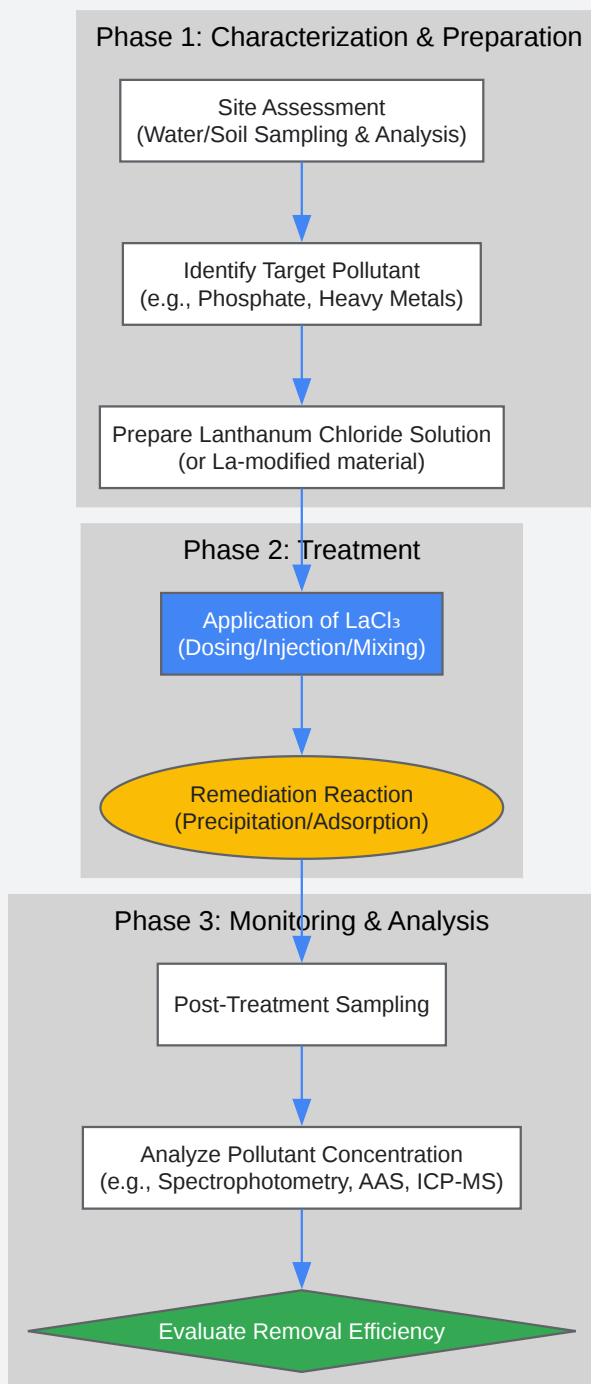 Phase 1: Characterization & Preparation
Site Assessment
(Water/Soil Sampling & Analysis)
Identify Target Pollutant
(e.g., Phosphate, Heavy Metals)
Prepare Lanthanum Chloride Solution
(or La-modified material)
Phase 2: Treatment
Application of LaCl₃
(Dosing/Injection/Mixing)
Remediation Reaction
(Precipitation/Adsorption)
Phase 3: Monitoring & Analysis
Post-Treatment Sampling
Analyze Pollutant Concentration
(e.g., Spectrophotometry, AAS, ICP-MS)
Evaluate Removal Efficiency